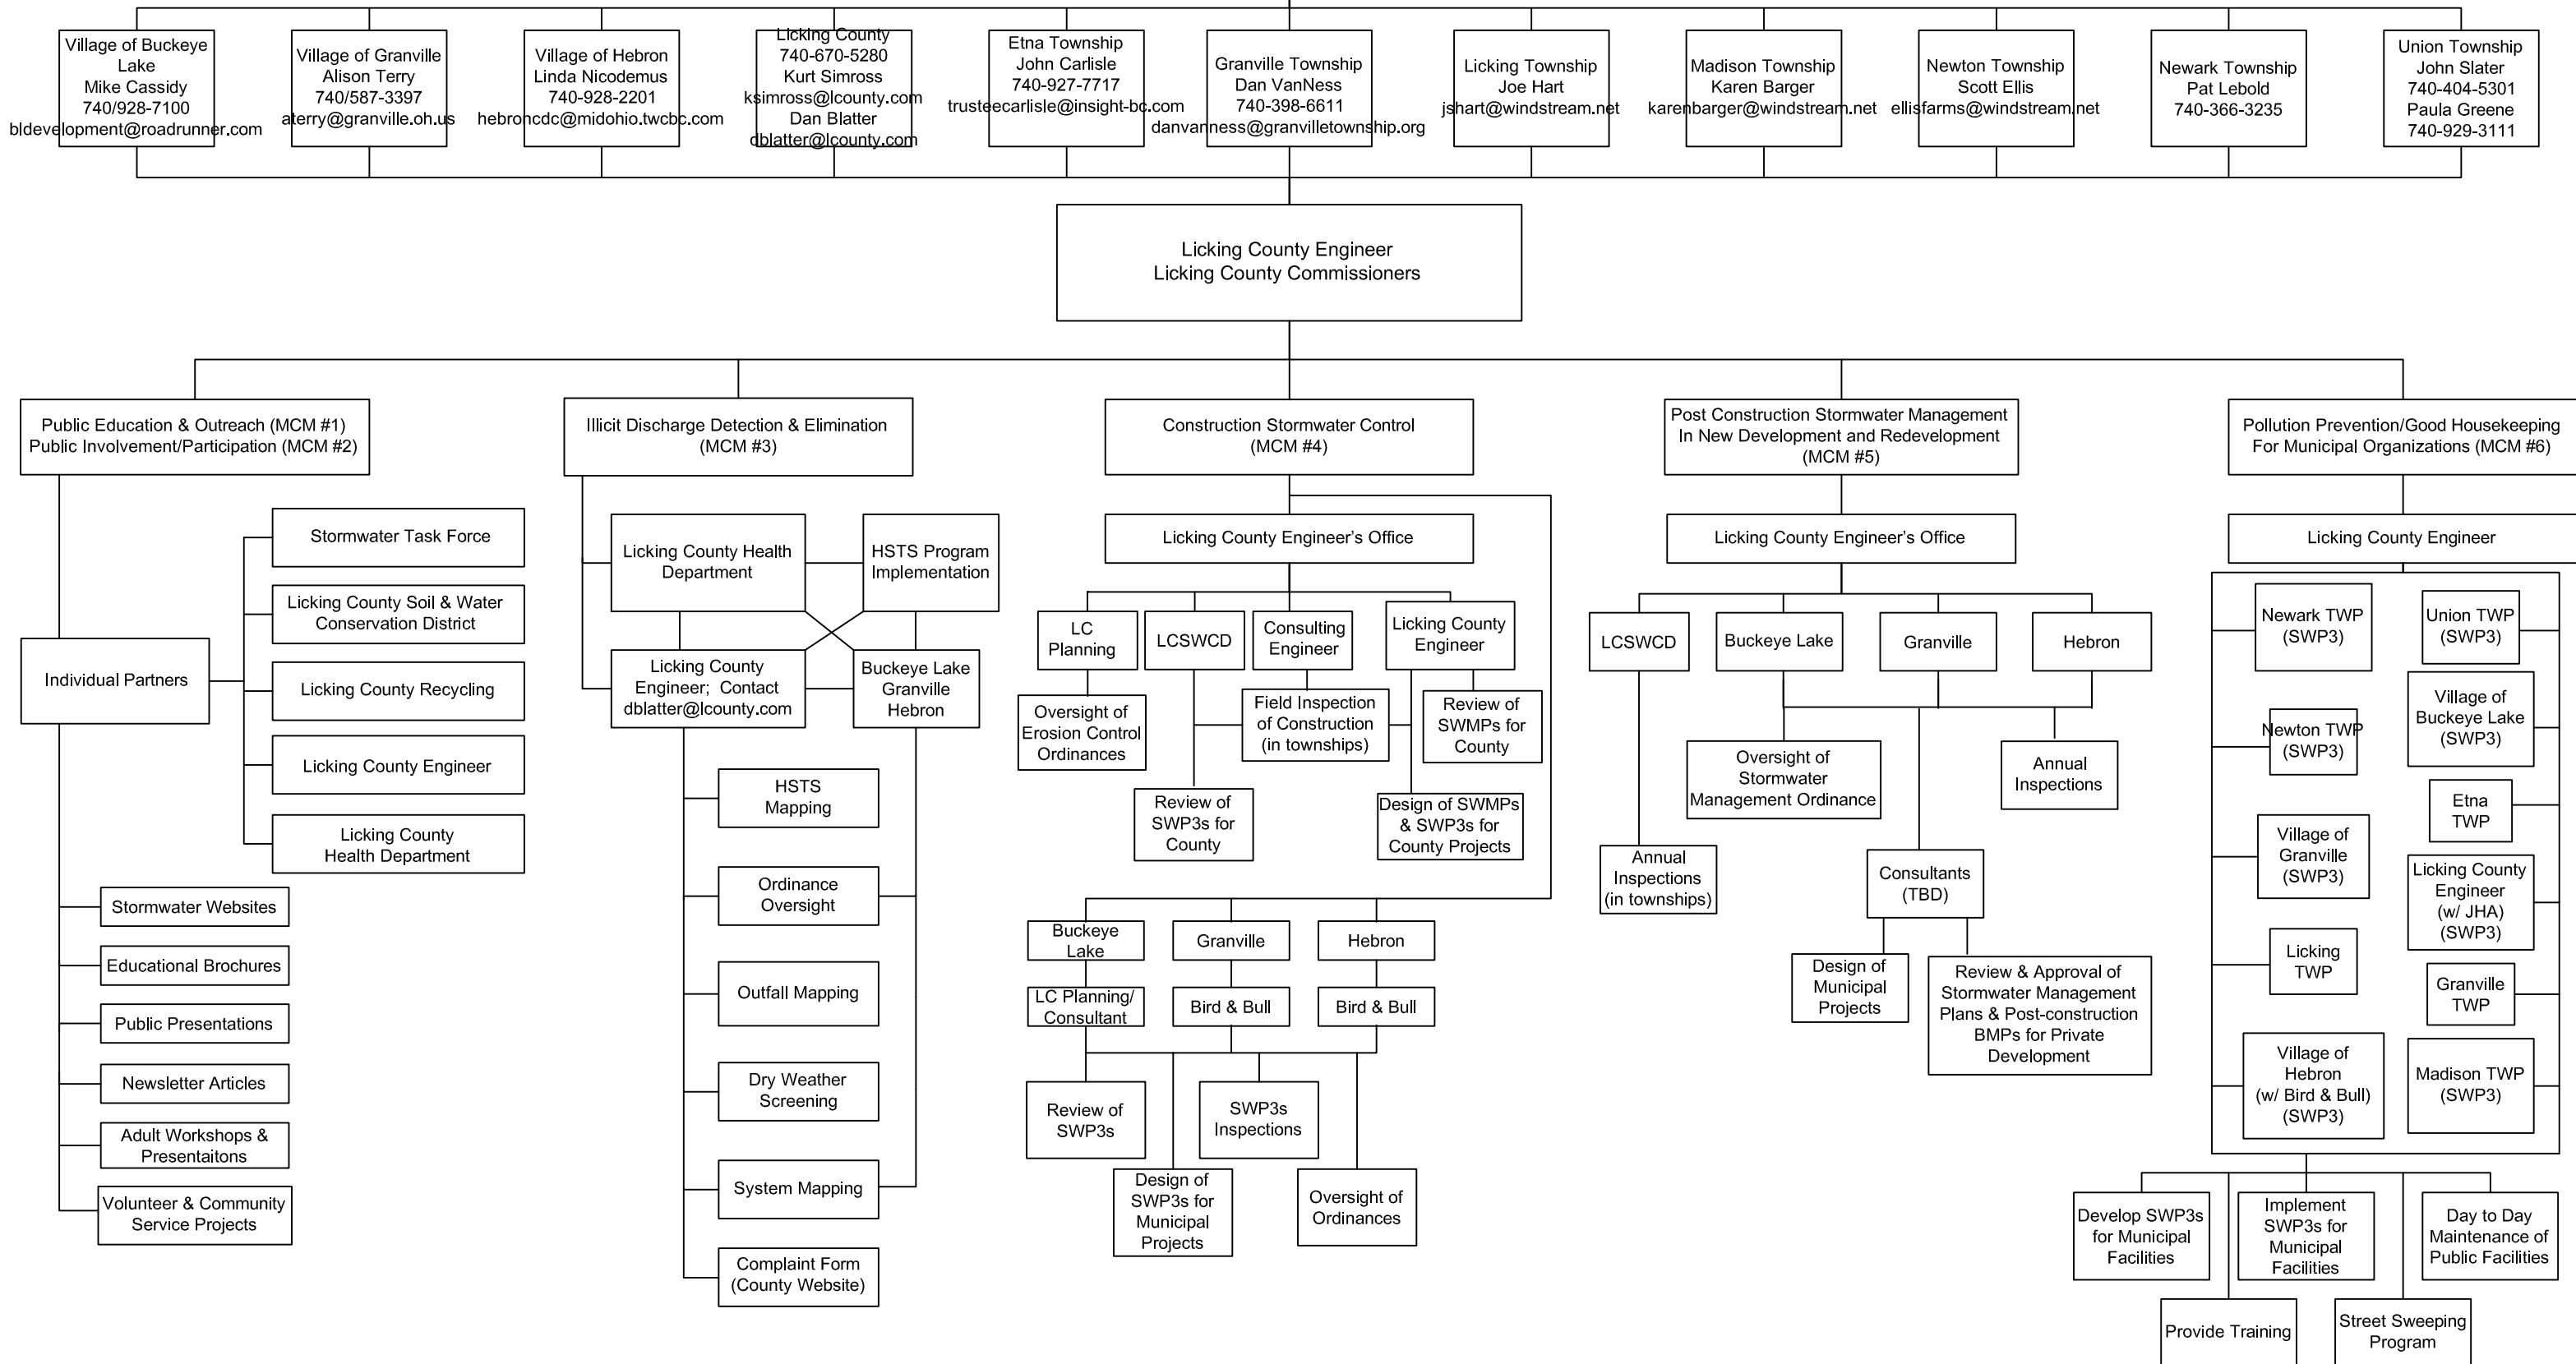 Village of Buckeye
Lake
Mike Cassidy
740/928-7100
bldevelopment@roadrunner.com
Village of Granville
Alison Terry
740/587-3397
aterry@granville.oh.us
Village of Hebron
Linda Nicodemus
740-928-2201
hebroncdc@midohio.twcbc.com
Licking County
740-670-5280
Kurt Simross
ksimross@lcounty.com
Dan Blatter
dblatter@lcounty.com
Etna Township
John Carlisle
740-927-7717
trusteecarlisle@insight-bc.com
Granville Township
Dan VanNess
740-398-6611
danvanness@granvilletownship.org
Licking Township
Joe Hart
jshart@windstream.net
Madison Township
Karen Barger
karenbarger@windstream.net
Newton Township
Scott Ellis
ellisfarms@windstream.net
Newark Township
Pat Lebold
740-366-3235
Union Township
John Slater
740-404-5301
Paula Greene
740-929-3111
Licking County Engineer
Licking County Commissioners
Public Education & Outreach (MCM #1)
Public Involvement/Participation (MCM #2)
Individual Partners
Stormwater Task Force
Licking County Soil & Water
Conservation District
Licking County Recycling
Licking County Engineer
Licking County
Health Department
Stormwater Websites
Educational Brochures
Public Presentations
Newsletter Articles
Adult Workshops &
Presentaitons
Volunteer & Community
Service Projects
Illicit Discharge Detection & Elimination
(MCM #3)
Licking County Health
Department
HSTS Program
Implementation
Licking County
Engineer;  Contact
dblatter@lcounty.com
Buckeye Lake
Granville
Hebron
HSTS
Mapping
Ordinance
Oversight
Outfall Mapping
Dry Weather
Screening
System Mapping
Complaint Form
(County Website)
Construction Stormwater Control
(MCM #4)
Licking County Engineer's Office
LC
Planning
LCSWCD
Consulting
Engineer
Licking County
Engineer
Oversight of
Erosion Control
Ordinances
Field Inspection
of Construction
(in townships)
Review of
SWMPs for
County
Review of
SWP3s for
County
Design of SWMPs
& SWP3s for
County Projects
Buckeye
Lake
Granville
Hebron
LC Planning/
Consultant
Bird & Bull
Bird & Bull
Review of
SWP3s
SWP3s
Inspections
Design of
SWP3s for
Municipal
Projects
Oversight of
Ordinances
Post Construction Stormwater Management
In New Development and Redevelopment
(MCM #5)
Licking County Engineer's Office
LCSWCD
Buckeye Lake
Granville
Hebron
Oversight of
Stormwater
Management Ordinance
Annual
Inspections
Annual
Inspections
(in townships)
Consultants
(TBD)
Design of
Municipal
Projects
Review & Approval of
Stormwater Management
Plans & Post-construction
BMPs for Private
Development
Pollution Prevention/Good Housekeeping
For Municipal Organizations (MCM #6)
Licking County Engineer
Newark TWP
(SWP3)
Union TWP
(SWP3)
Newton TWP
(SWP3)
Village of
Buckeye Lake
(SWP3)
Etna
TWP
Village of
Granville
(SWP3)
Licking County
Engineer
(w/ JHA)
(SWP3)
Licking
TWP
Granville
TWP
Village of
Hebron
(w/ Bird & Bull)
(SWP3)
Madison TWP
(SWP3)
Develop SWP3s
for Municipal
Facilities
Implement
SWP3s for
Municipal
Facilities
Day to Day
Maintenance of
Public Facilities
Provide Training
Street Sweeping
Program